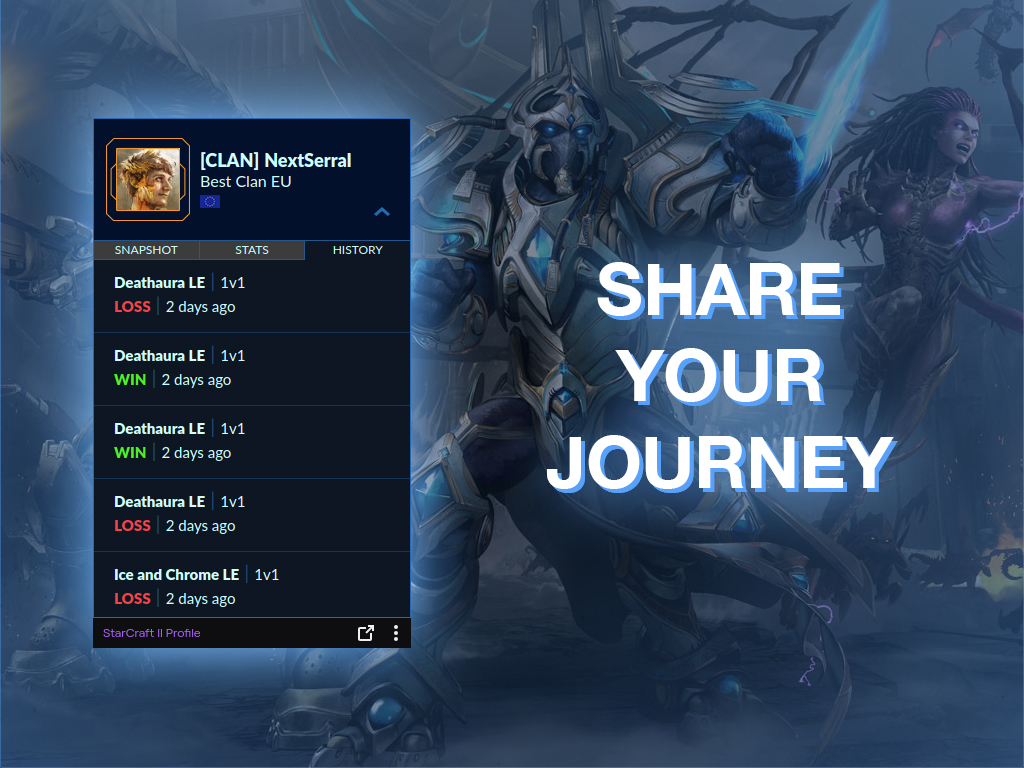 [CLAN] NextSerral
Best Clan EU
SNAPSHOT STATS HISTORY
Deathaura LE | 1v1
LOSS | 2 days ago
Deathaura LE | 1v1
WIN | 2 days ago
Deathaura LE | 1v1
WIN | 2 days ago
Deathaura LE | 1v1
LOSS | 2 days ago
Ice and Chrome LE | 1v1
LOSS | 2 days ago
StarCraft II Profile
SHARE
YOUR
JOURNEY